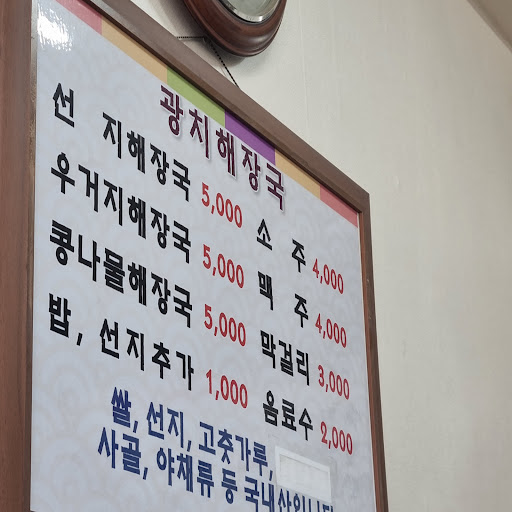 광치해장국
선 지해장국 5,000 소 주 4,000
우거지해장국 5,000 맥 주 4,000
콩나물해장국 5,000 막걸리 3,000
밥, 선지추가 1,000 음료수 2,000
쌀, 선지, 고춧가루,
사골, 야채류 등 국내산입니다